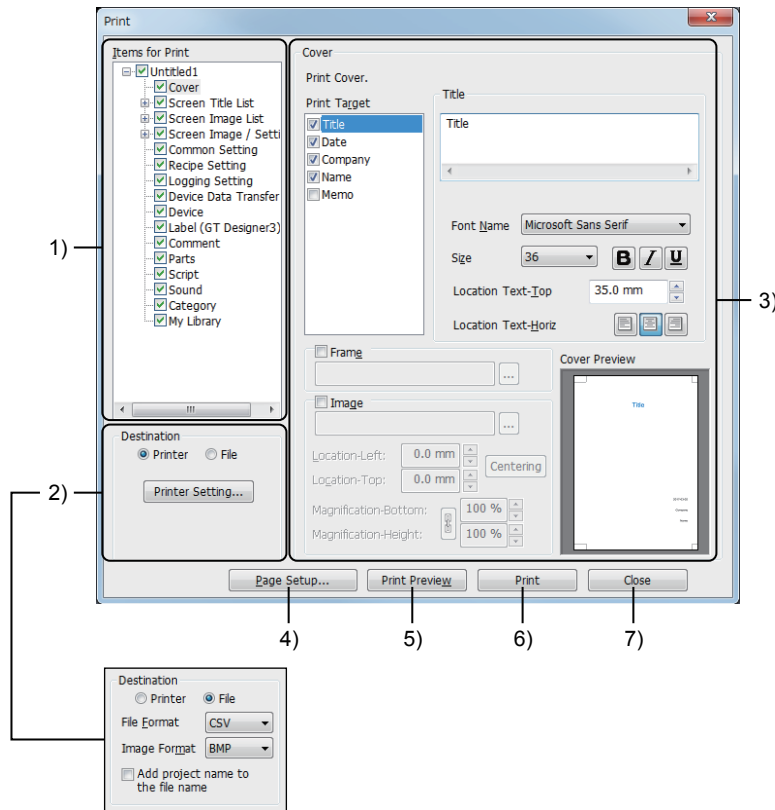 Print
Items for Print
Untitled1
Cover
Screen Title List
Screen Image List
Screen Image / Setti
Common Setting
Recipe Setting
Logging Setting
Device Data Transfer
Device
Label (GT Designer3)
Comment
Parts
Script
Sound
Category
My Library
1)
Destination
Printer
File
Printer Setting...
2)
Cover
Print Cover.
Print Target
Title
Date
Company
Name
Memo
Title
Title
Font Name
Microsoft Sans Serif
Size
36
B I U
Location Text-Top
35.0 mm
Location Text-Horiz
3)
Frame
...
Image
...
Location-Left:
0.0 mm
Location-Top:
0.0 mm
Centering
Magnification-Bottom:
100 %
Magnification-Height:
100 %
Cover Preview
Title
Company
Name
Page Setup...
Print Preview
Print
Close
4)
5)
6)
7)
Destination
Printer
File
File Format
CSV
Image Format
BMP
Add project name to
the file name